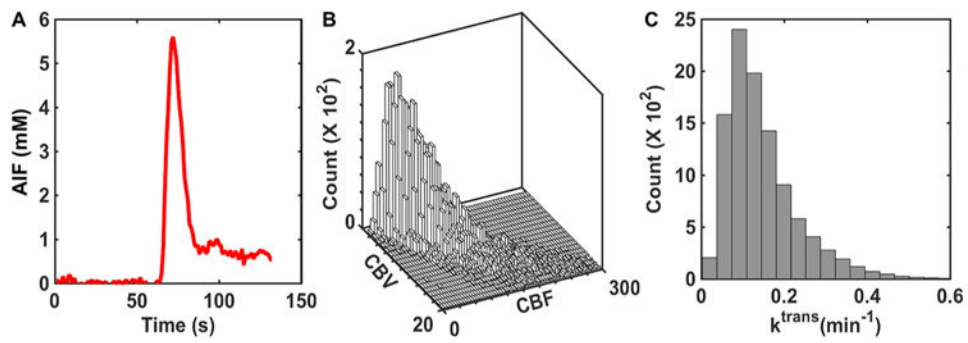 A
AIF (mM)
6
5
4
3
2
1
0
0
50
100
150
Time (s)
B
Count (X 10²)
2
0
CBV
20
0
CBF
300
C
Count (X 10²)
25
20
15
10
5
0
0
0.2
0.4
0.6
k^trans(min⁻¹)